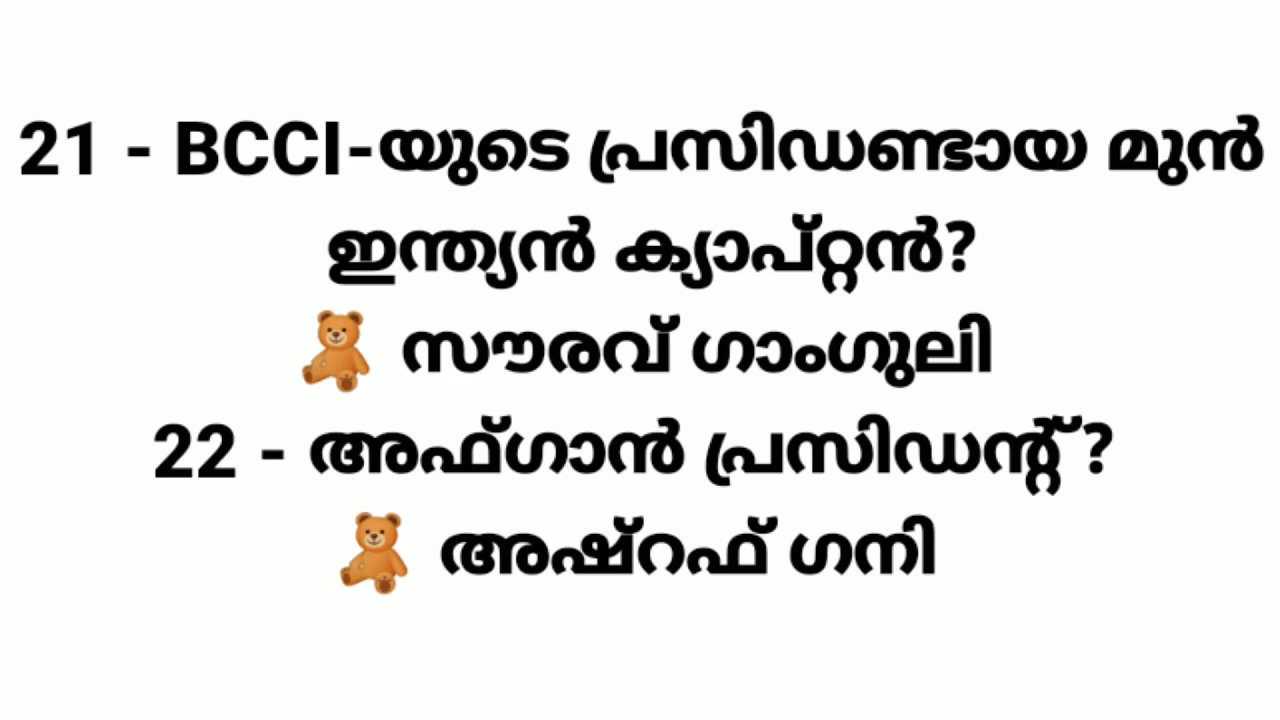 21 - BCCI-യുടെ പ്രസിഡണ്ടായ മുൻ
ഇന്ത്യൻ ക്യാപ്റ്റൻ?
🧸 സൗരവ് ഗാംഗുലി
22 - അഫ്ഗാൻ പ്രസിഡന്റ് ?
🧸 അഷ്റഫ് ഗനി